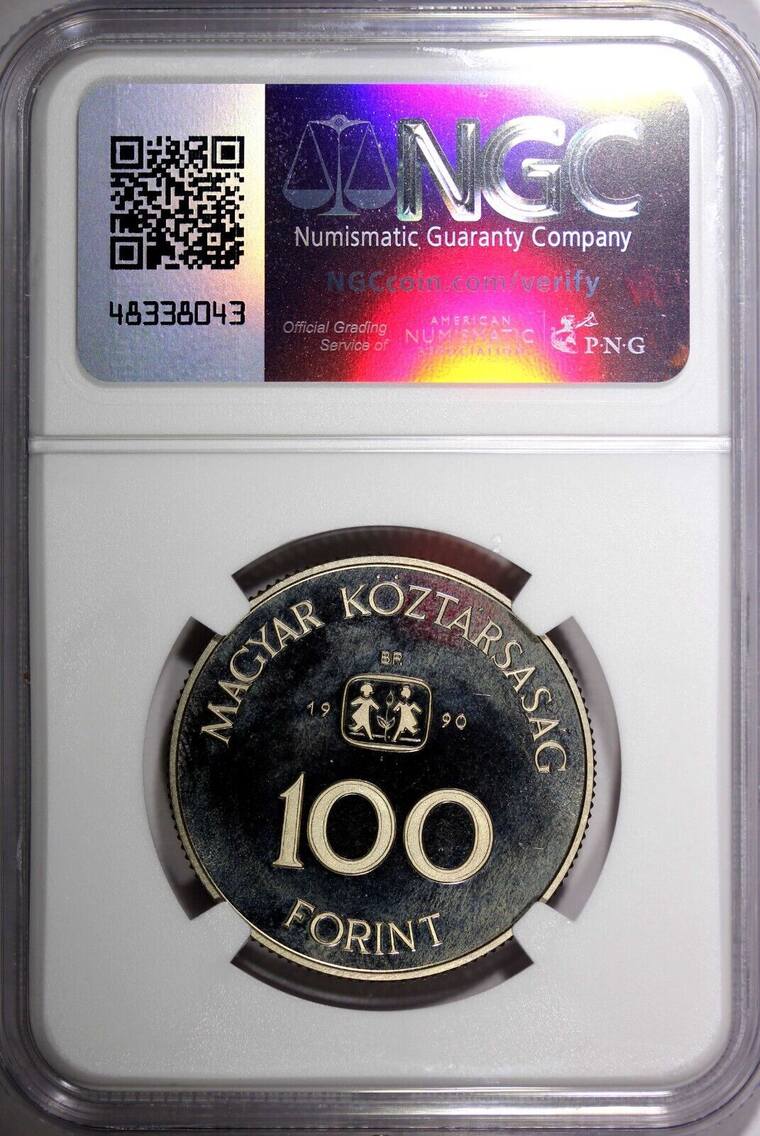 NGC
Numismatic Guaranty Company
NGCcoin.com/verify
48338043
Official Grading
Service of
AMERICAN
NUMISMATIC
P·N·G
MAGYAR KÖZTÁRSASÁG
BP.
19 90
100
FORINT